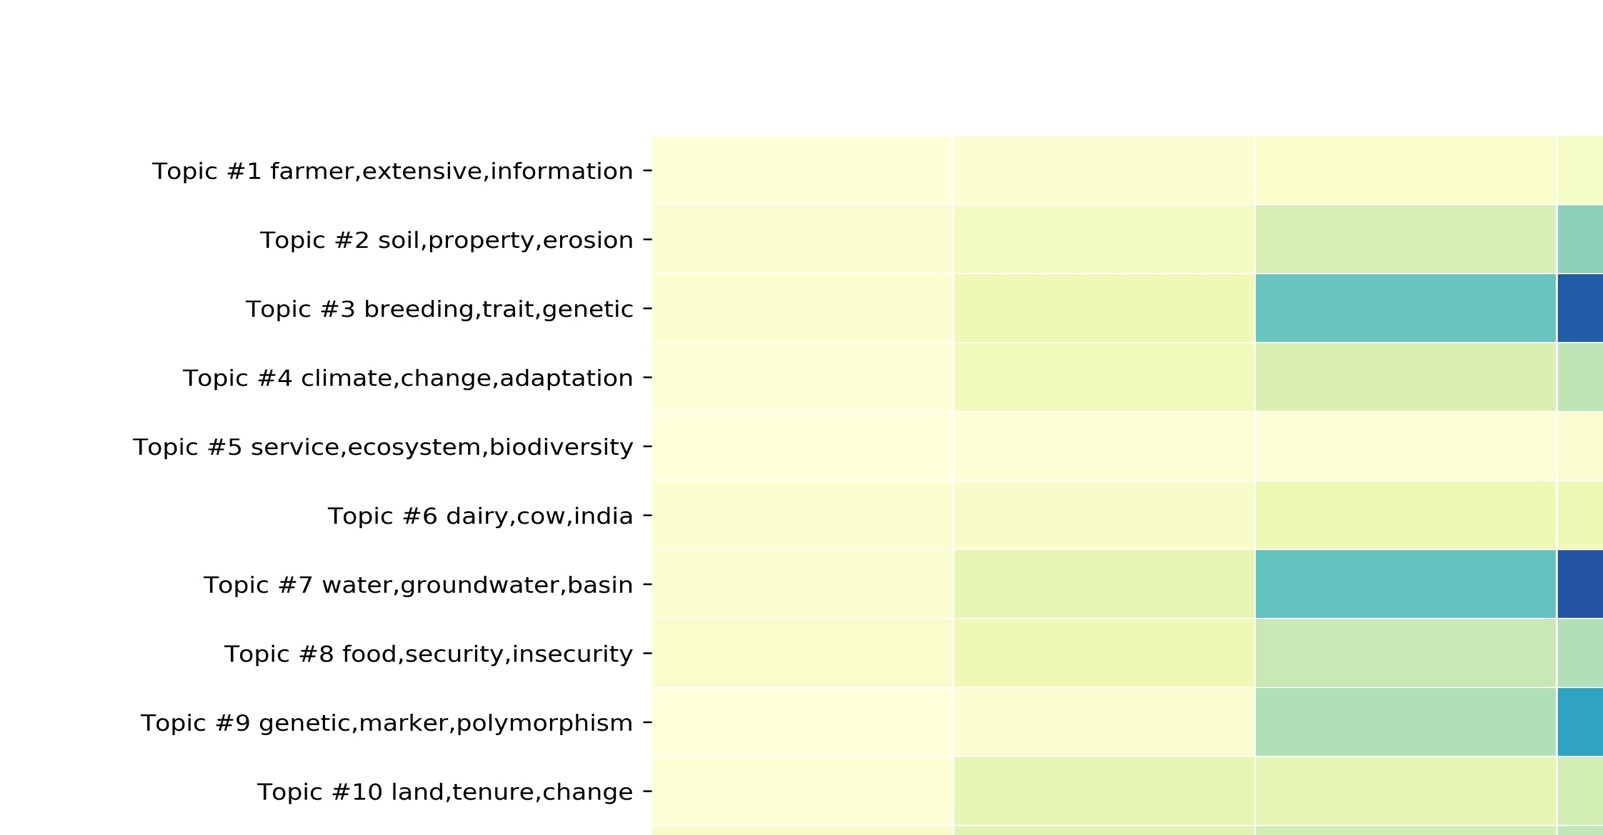 Topic #1 farmer,extensive,information
Topic #2 soil,property,erosion
Topic #3 breeding,trait,genetic
Topic #4 climate,change,adaptation
Topic #5 service,ecosystem,biodiversity
Topic #6 dairy,cow,india
Topic #7 water,groundwater,basin
Topic #8 food,security,insecurity
Topic #9 genetic,marker,polymorphism
Topic #10 land,tenure,change